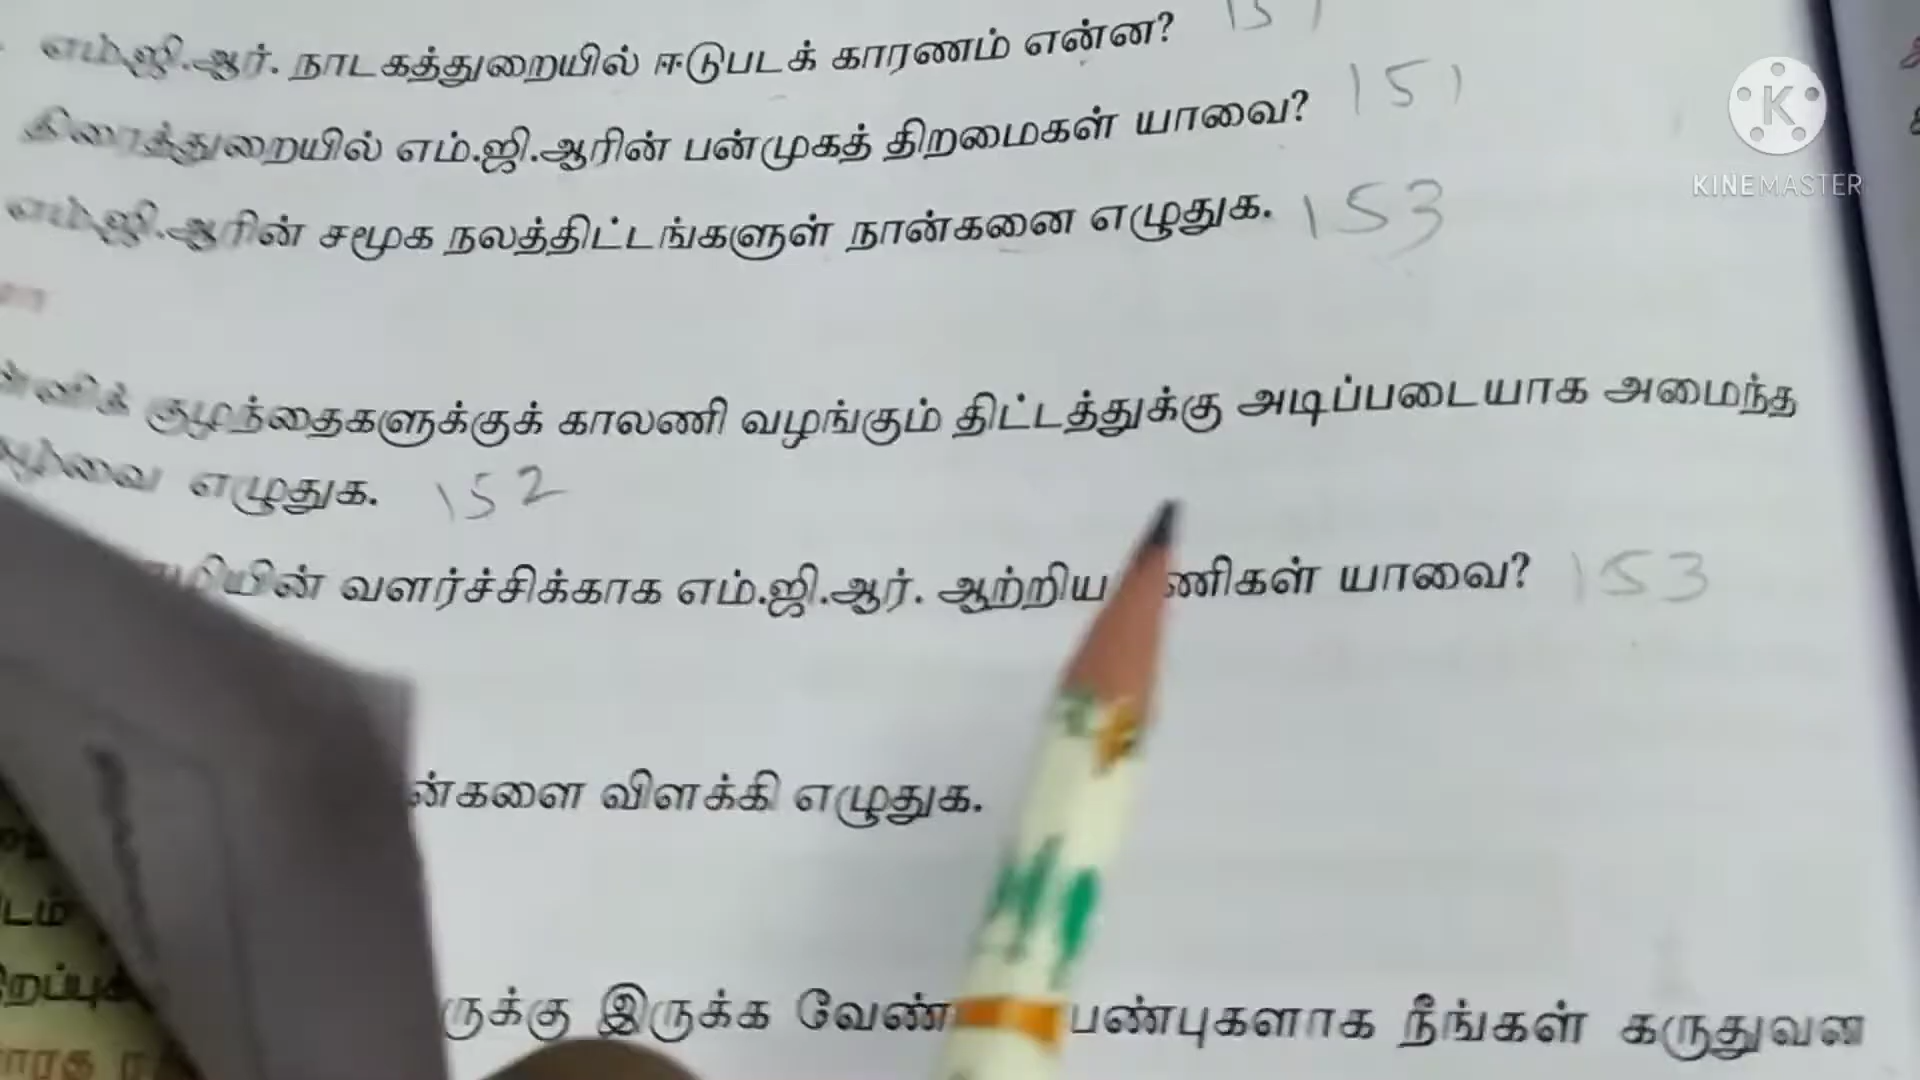 எம்.ஜி.ஆர். நாடகத்துறையில் ஈடுபடக் காரணம் என்ன? 151
திரைத்துறையில் எம்.ஜி.ஆரின் பன்முகத் திறமைகள் யாவை? 151
எம்.ஜி.ஆரின் சமூக நலத்திட்டங்களுள் நான்கனை எழுதுக. 153
KINEMASTER
குழந்தைகளுக்குக் காலணி வழங்கும் திட்டத்துக்கு அடிப்படையாக அமைந்த
எழுதுக. 152
வளர்ச்சிக்காக எம்.ஜி.ஆர். ஆற்றிய யாவை? 153
விளக்கி எழுதுக.
இருக்க பண்புகளாக நீங்கள் கருதுவன